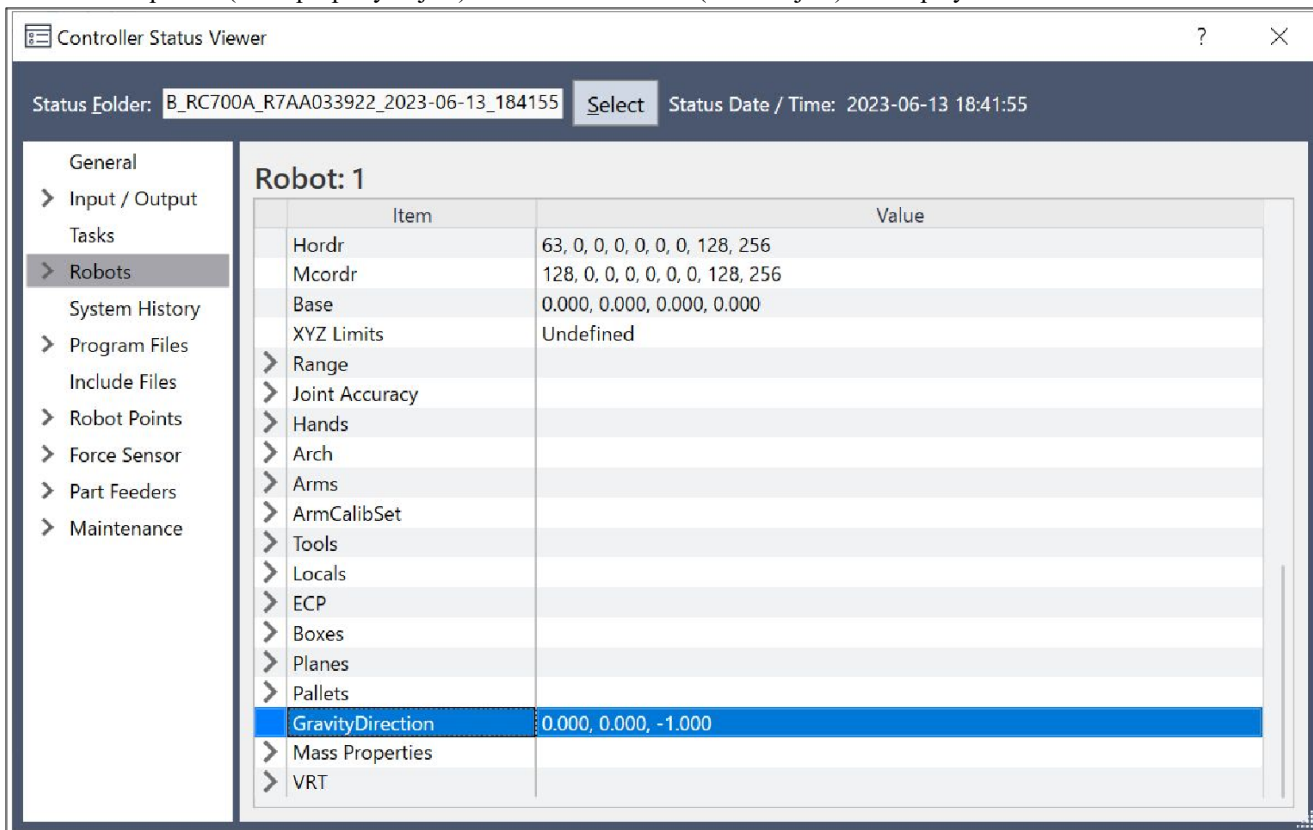 Controller Status Viewer ? ×
Status Folder: B_RC700A_R7AA033922_2023-06-13_184155 Select Status Date / Time: 2023-06-13 18:41:55
General
Input / Output
Tasks
Robots
System History
Program Files
Include Files
Robot Points
Force Sensor
Part Feeders
Maintenance
Robot: 1
Item Value
Hordr 63, 0, 0, 0, 0, 0, 0, 128, 256
Mcordr 128, 0, 0, 0, 0, 0, 0, 128, 256
Base 0.000, 0.000, 0.000, 0.000
XYZ Limits Undefined
Range
Joint Accuracy
Hands
Arch
Arms
ArmCalibSet
Tools
Locals
ECP
Boxes
Planes
Pallets
GravityDirection 0.000, 0.000, -1.000
Mass Properties
VRT